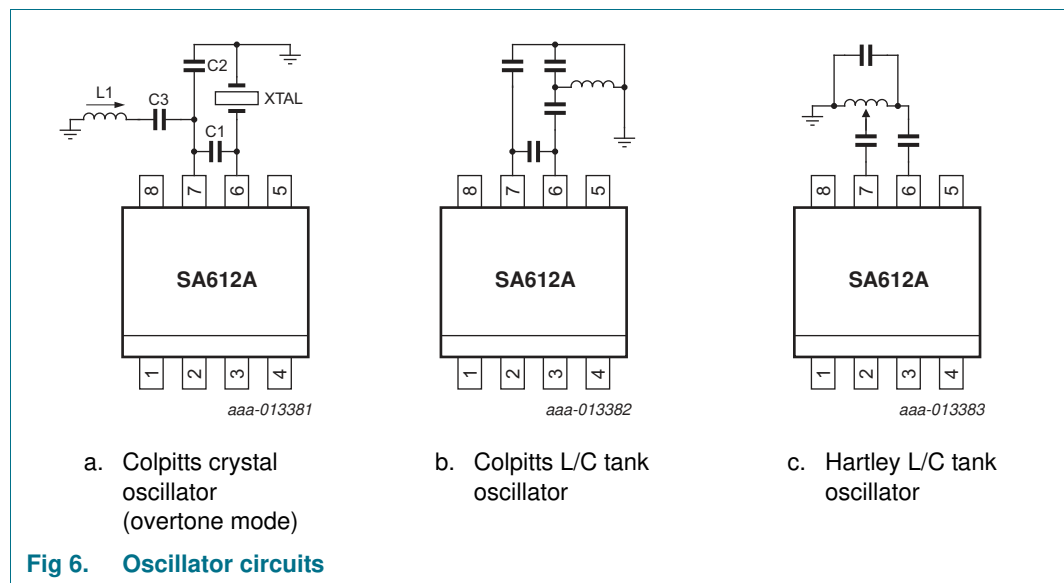 L1
C3
C2
XTAL
C1
8 7 6 5
SA612A
1 2 3 4
aaa-013381
8 7 6 5
SA612A
1 2 3 4
aaa-013382
8 7 6 5
SA612A
1 2 3 4
aaa-013383
a. Colpitts crystal
oscillator
(overtone mode)
b. Colpitts L/C tank
oscillator
c. Hartley L/C tank
oscillator
Fig 6. Oscillator circuits